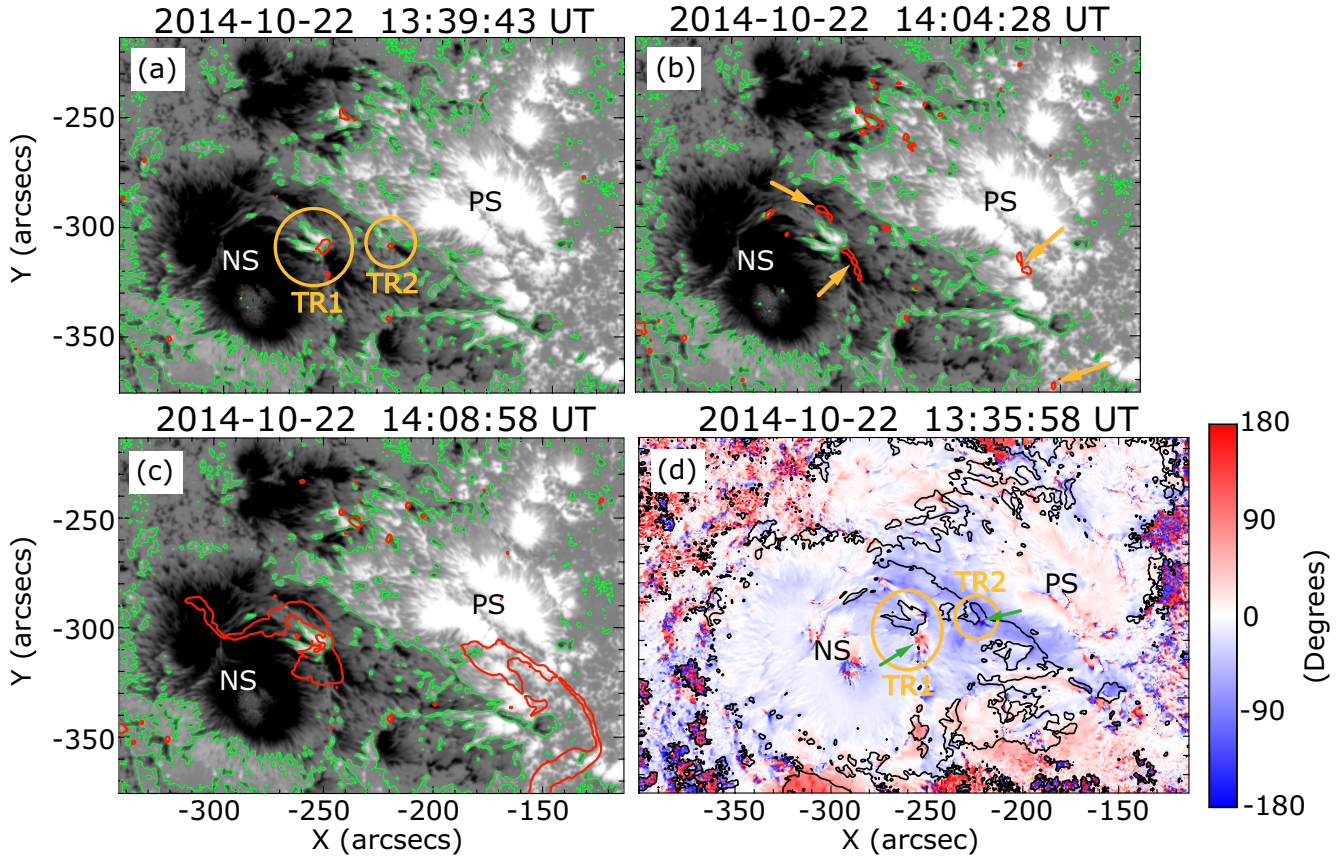 2014-10-22 13:39:43 UT
2014-10-22 14:04:28 UT
(a)
(b)
-250
-300
-350
Y (arcsecs)
PS
NS
TR1
TR2
PS
NS
2014-10-22 14:08:58 UT
2014-10-22 13:35:58 UT
(c)
(d)
-250
-300
-350
Y (arcsecs)
PS
NS
TR2
PS
NS
TR1
180
90
0
-90
-180
(Degrees)
-300
-250
-200
-150
X (arcsecs)
-350
-300
-250
-200
-150
X (arcsec)